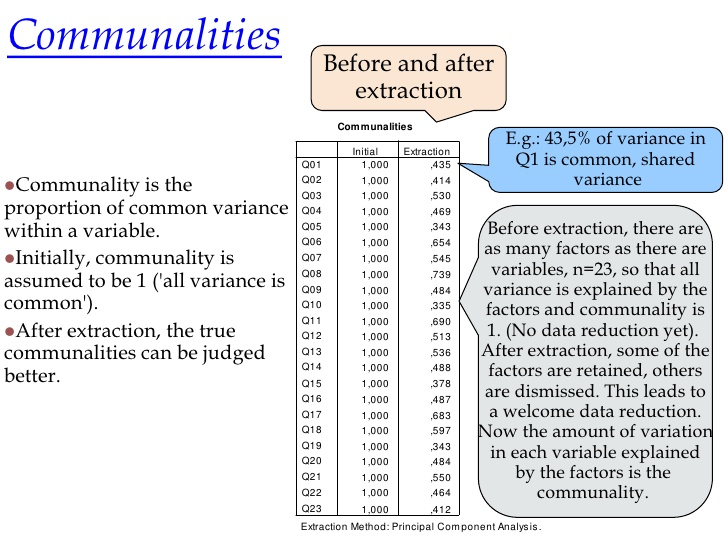 Communalities
Before and after
extraction
●Communality is the
proportion of common variance
within a variable.
●Initially, communality is
assumed to be 1 ('all variance is
common').
●After extraction, the true
communalities can be judged
better.
Communalities
Initial Extraction
Q01 1,000 ,435
Q02 1,000 ,414
Q03 1,000 ,530
Q04 1,000 ,469
Q05 1,000 ,343
Q06 1,000 ,654
Q07 1,000 ,545
Q08 1,000 ,739
Q09 1,000 ,484
Q10 1,000 ,335
Q11 1,000 ,690
Q12 1,000 ,513
Q13 1,000 ,536
Q14 1,000 ,488
Q15 1,000 ,378
Q16 1,000 ,487
Q17 1,000 ,683
Q18 1,000 ,597
Q19 1,000 ,343
Q20 1,000 ,484
Q21 1,000 ,550
Q22 1,000 ,464
Q23 1,000 ,412
Extraction Method: Principal Component Analysis.
E.g.: 43,5% of variance in
Q1 is common, shared
variance
Before extraction, there are
as many factors as there are
variables, n=23, so that all
variance is explained by the
factors and communality is
1. (No data reduction yet).
After extraction, some of the
factors are retained, others
are dismissed. This leads to
a welcome data reduction.
Now the amount of variation
in each variable explained
by the factors is the
communality.